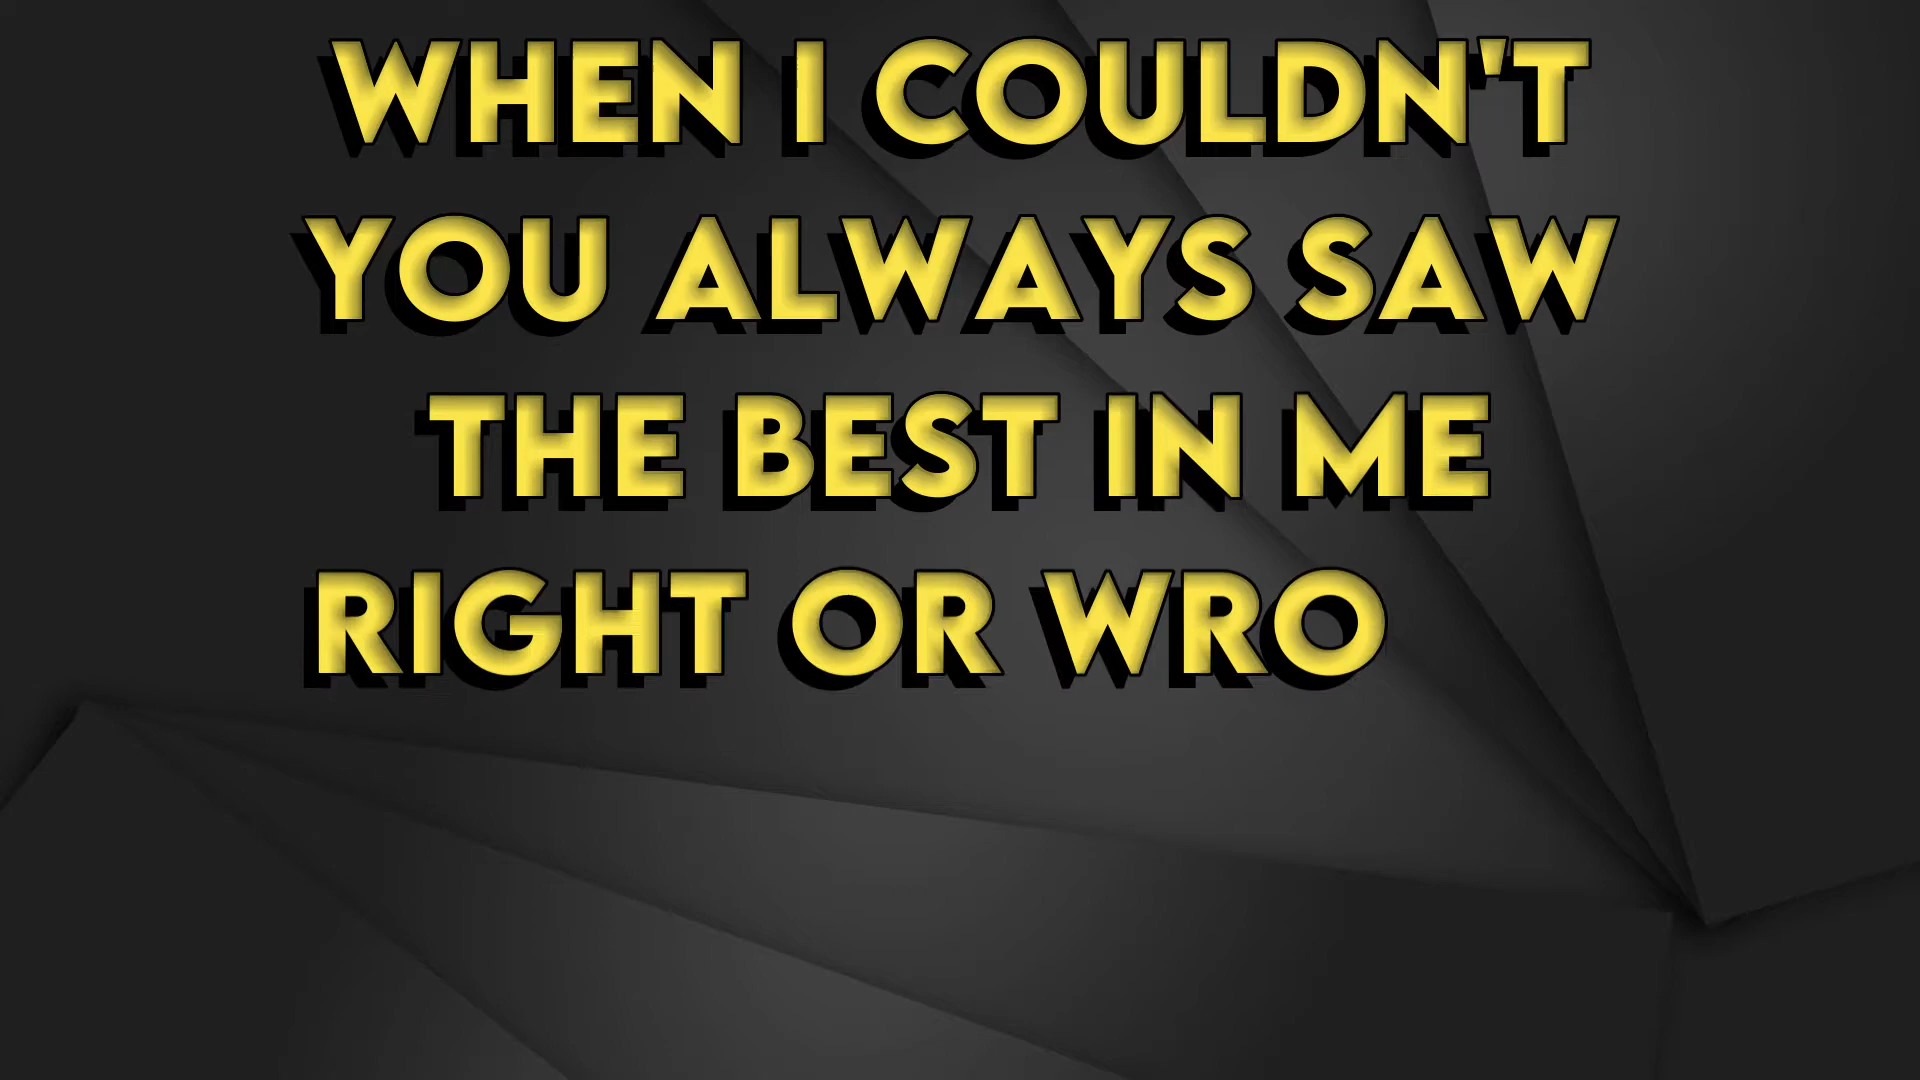 WHEN I COULDN'T
YOU ALWAYS SAW
THE BEST IN ME
RIGHT OR WRO